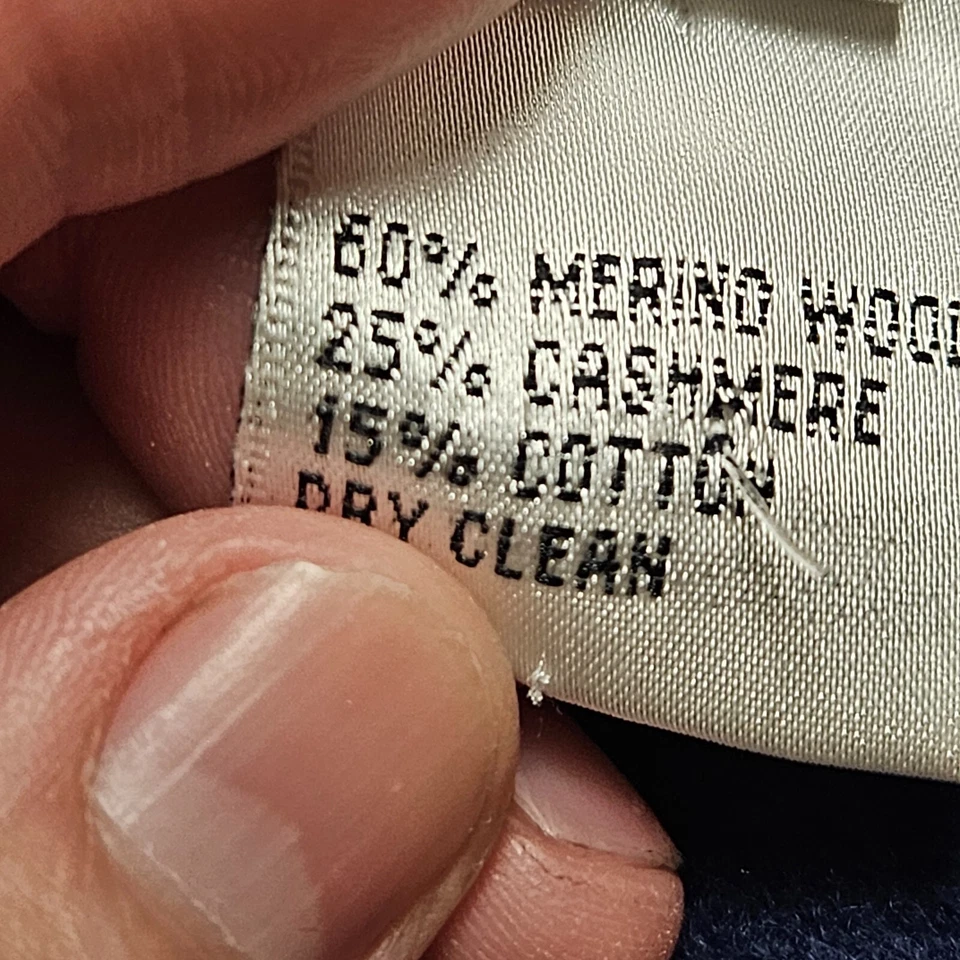 60% MERINO WOOL
25% CASHMERE
15% COTTON
DRY CLEAN